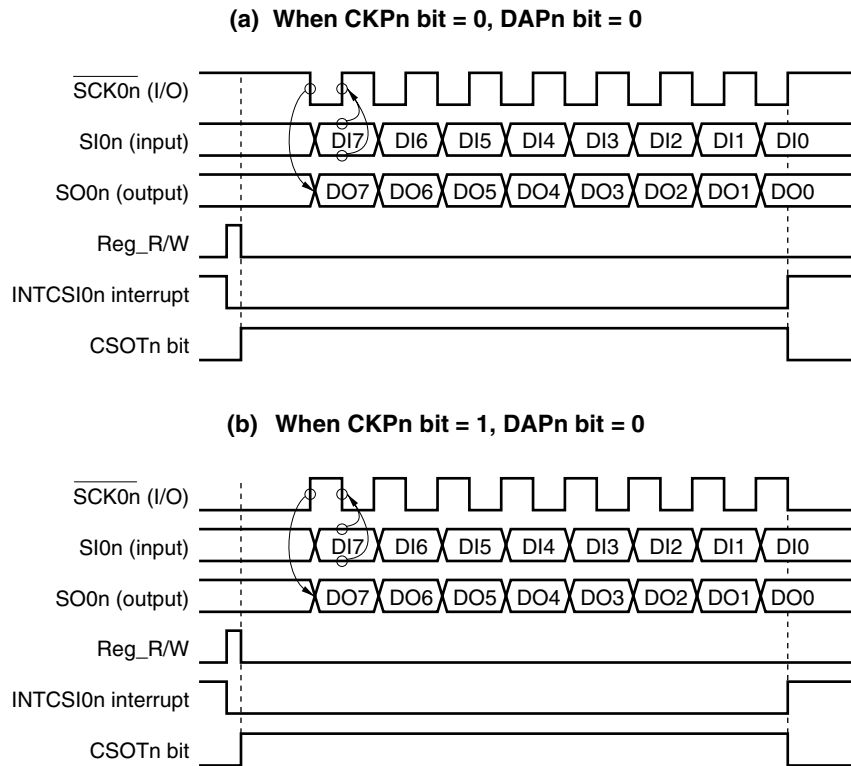 (a) When CKPn bit = 0, DAPn bit = 0
SCK0n (I/O)
SI0n (input) DI7 DI6 DI5 DI4 DI3 DI2 DI1 DI0
SO0n (output) DO7 DO6 DO5 DO4 DO3 DO2 DO1 DO0
Reg_R/W
INTCSI0n interrupt
CSOTn bit
(b) When CKPn bit = 1, DAPn bit = 0
SCK0n (I/O)
SI0n (input) DI7 DI6 DI5 DI4 DI3 DI2 DI1 DI0
SO0n (output) DO7 DO6 DO5 DO4 DO3 DO2 DO1 DO0
Reg_R/W
INTCSI0n interrupt
CSOTn bit